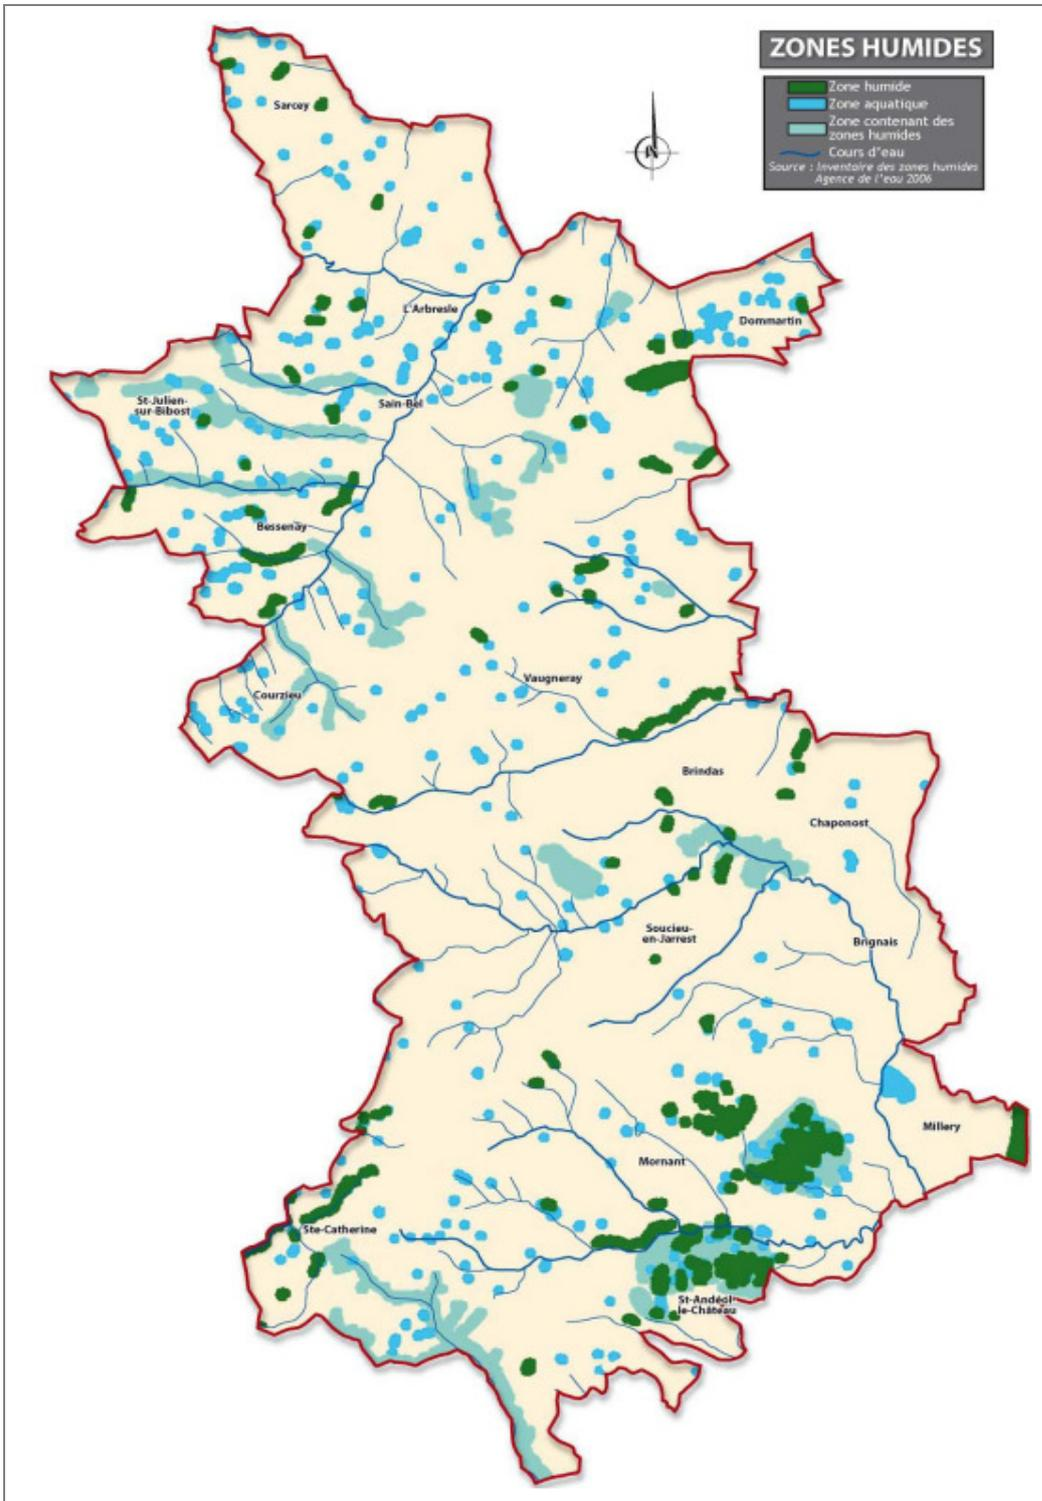 ZONES HUMIDES
Zone humide
Zone aquatique
Zone contenant des
zones humides
Cours d'eau
Source : Inventaire des zones humides
Agence de l'eau 2006
N
Sarcey
L'Arbresle
Dommartin
St-Julien-
sur-Bibost
Sain-Bel
Bessenay
Courzieu
Vaugneray
Brindas
Chaponost
Soucieu-
en-Jarrest
Brignais
Millery
Mornant
Ste-Catherine
St-Andéol-
le-Château